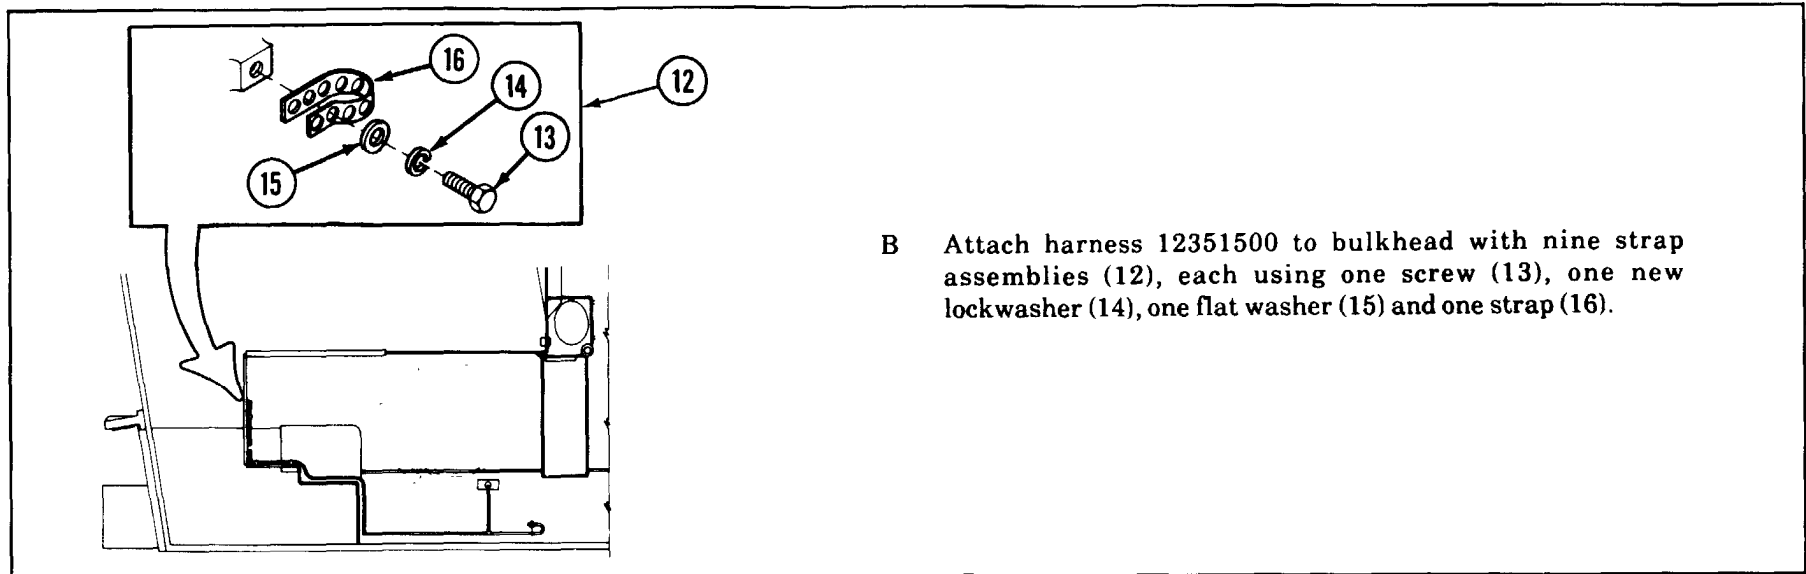 16
14
12
13
15
B Attach harness 12351500 to bulkhead with nine strap
assemblies (12), each using one screw (13), one new
lockwasher (14), one flat washer (15) and one strap (16).